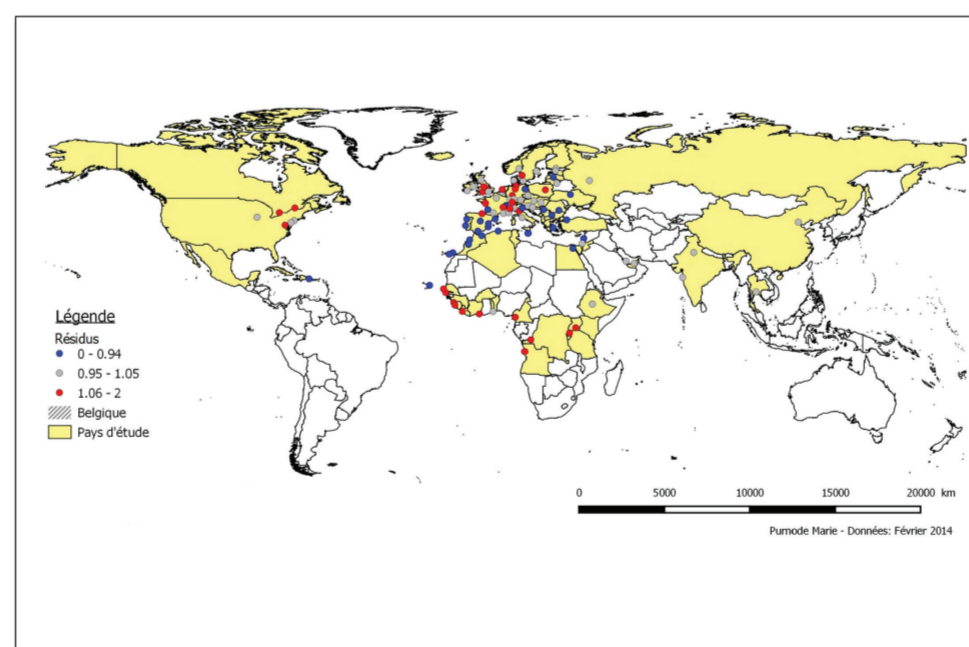 Légende
Résidus
0 - 0.94
0.95 - 1.05
1.06 - 2
Belgique
Pays d'étude
0 5000 10000 15000 20000 km
Purnode Marie - Données: Février 2014